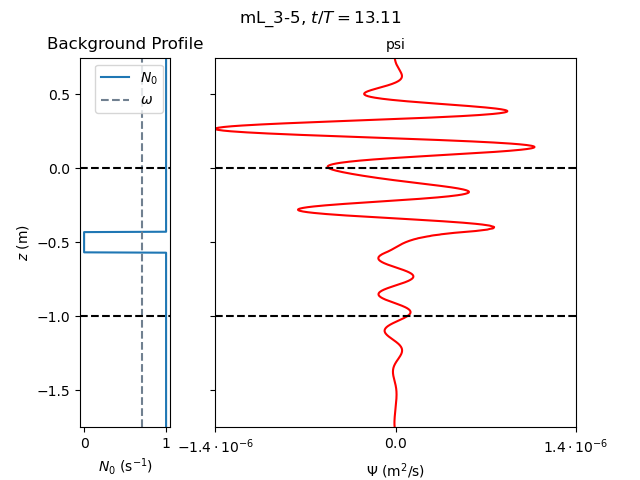 mL_3-5, t/T = 13.11
Background Profile
psi
N₀
ω
0.5
0.0
−0.5
−1.0
−1.5
z (m)
0 1
N₀ (s⁻¹)
−1.4 · 10⁻⁶ 0.0 1.4 · 10⁻⁶
Ψ (m²/s)